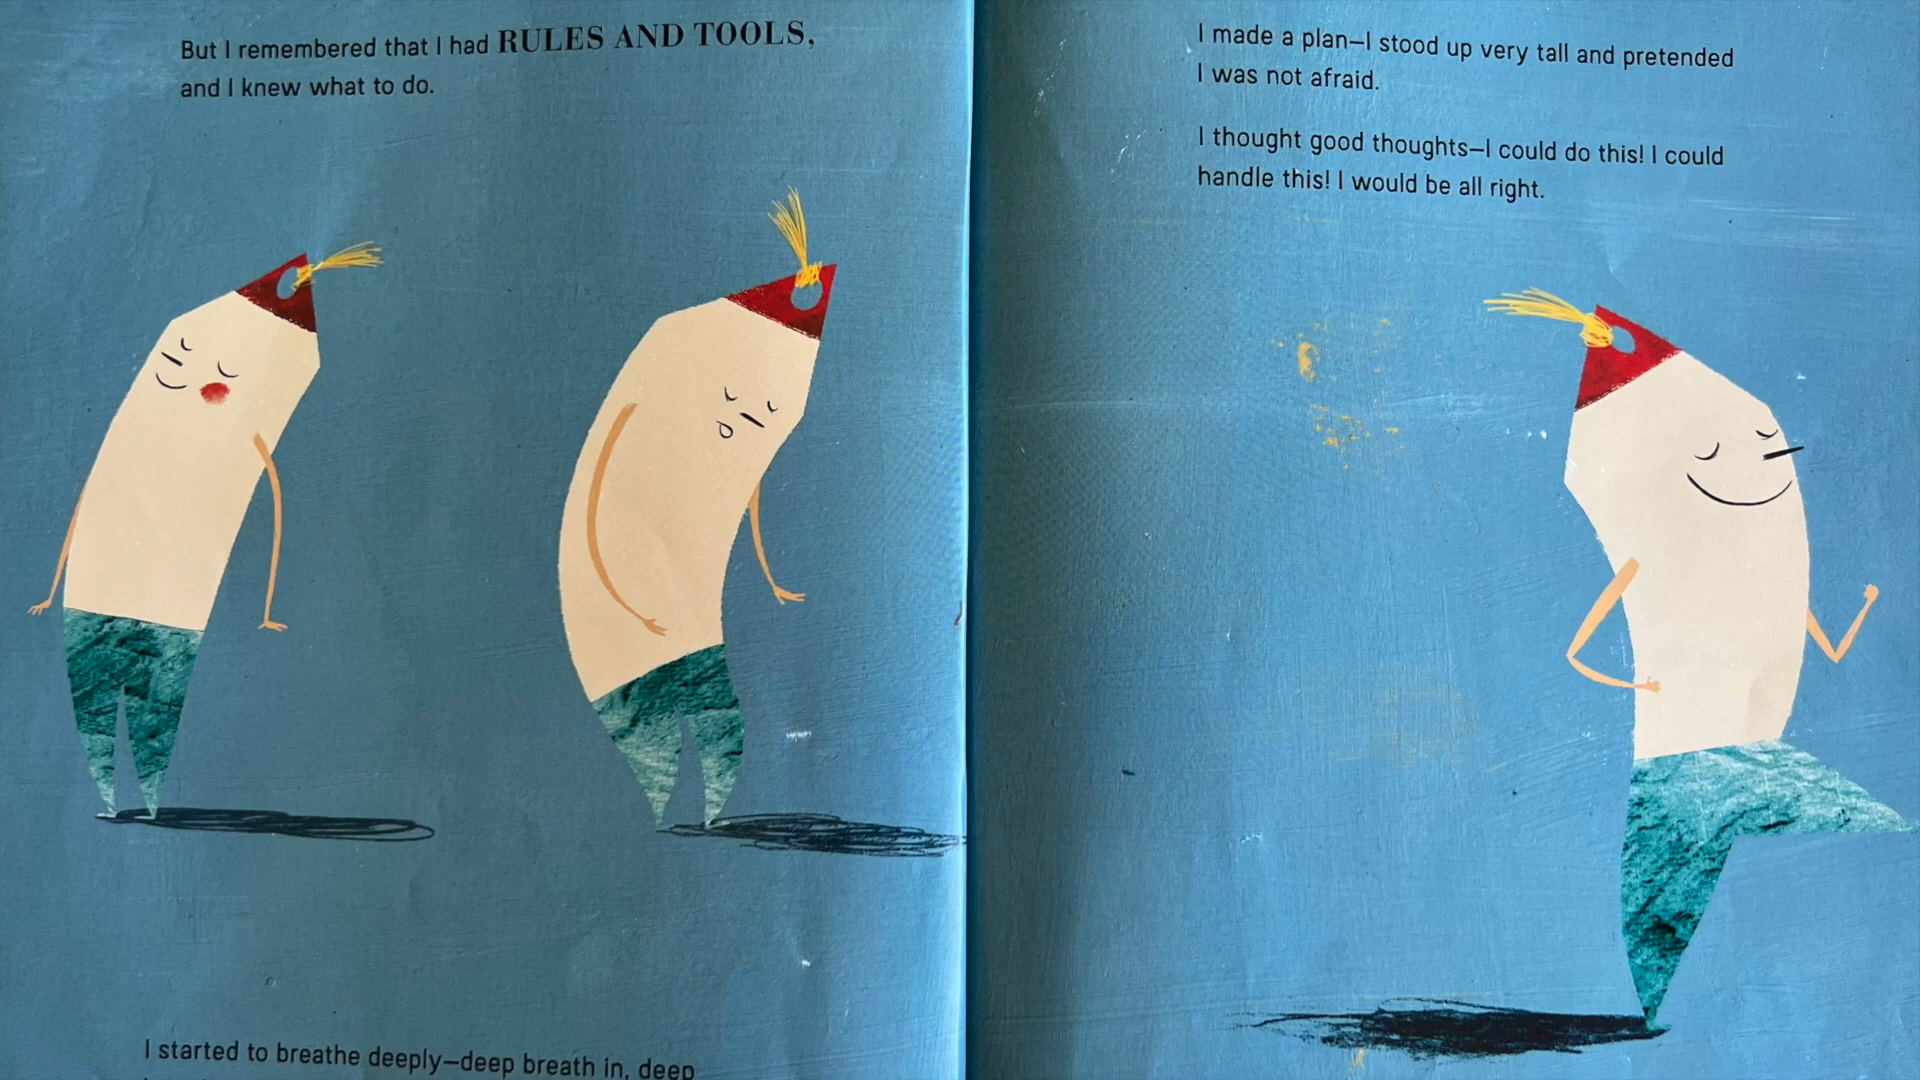 But I remembered that I had RULES AND TOOLS,
and I knew what to do.
I started to breathe deeply—deep breath in, deep
I made a plan—I stood up very tall and pretended
I was not afraid.
I thought good thoughts—I could do this! I could
handle this! I would be all right.